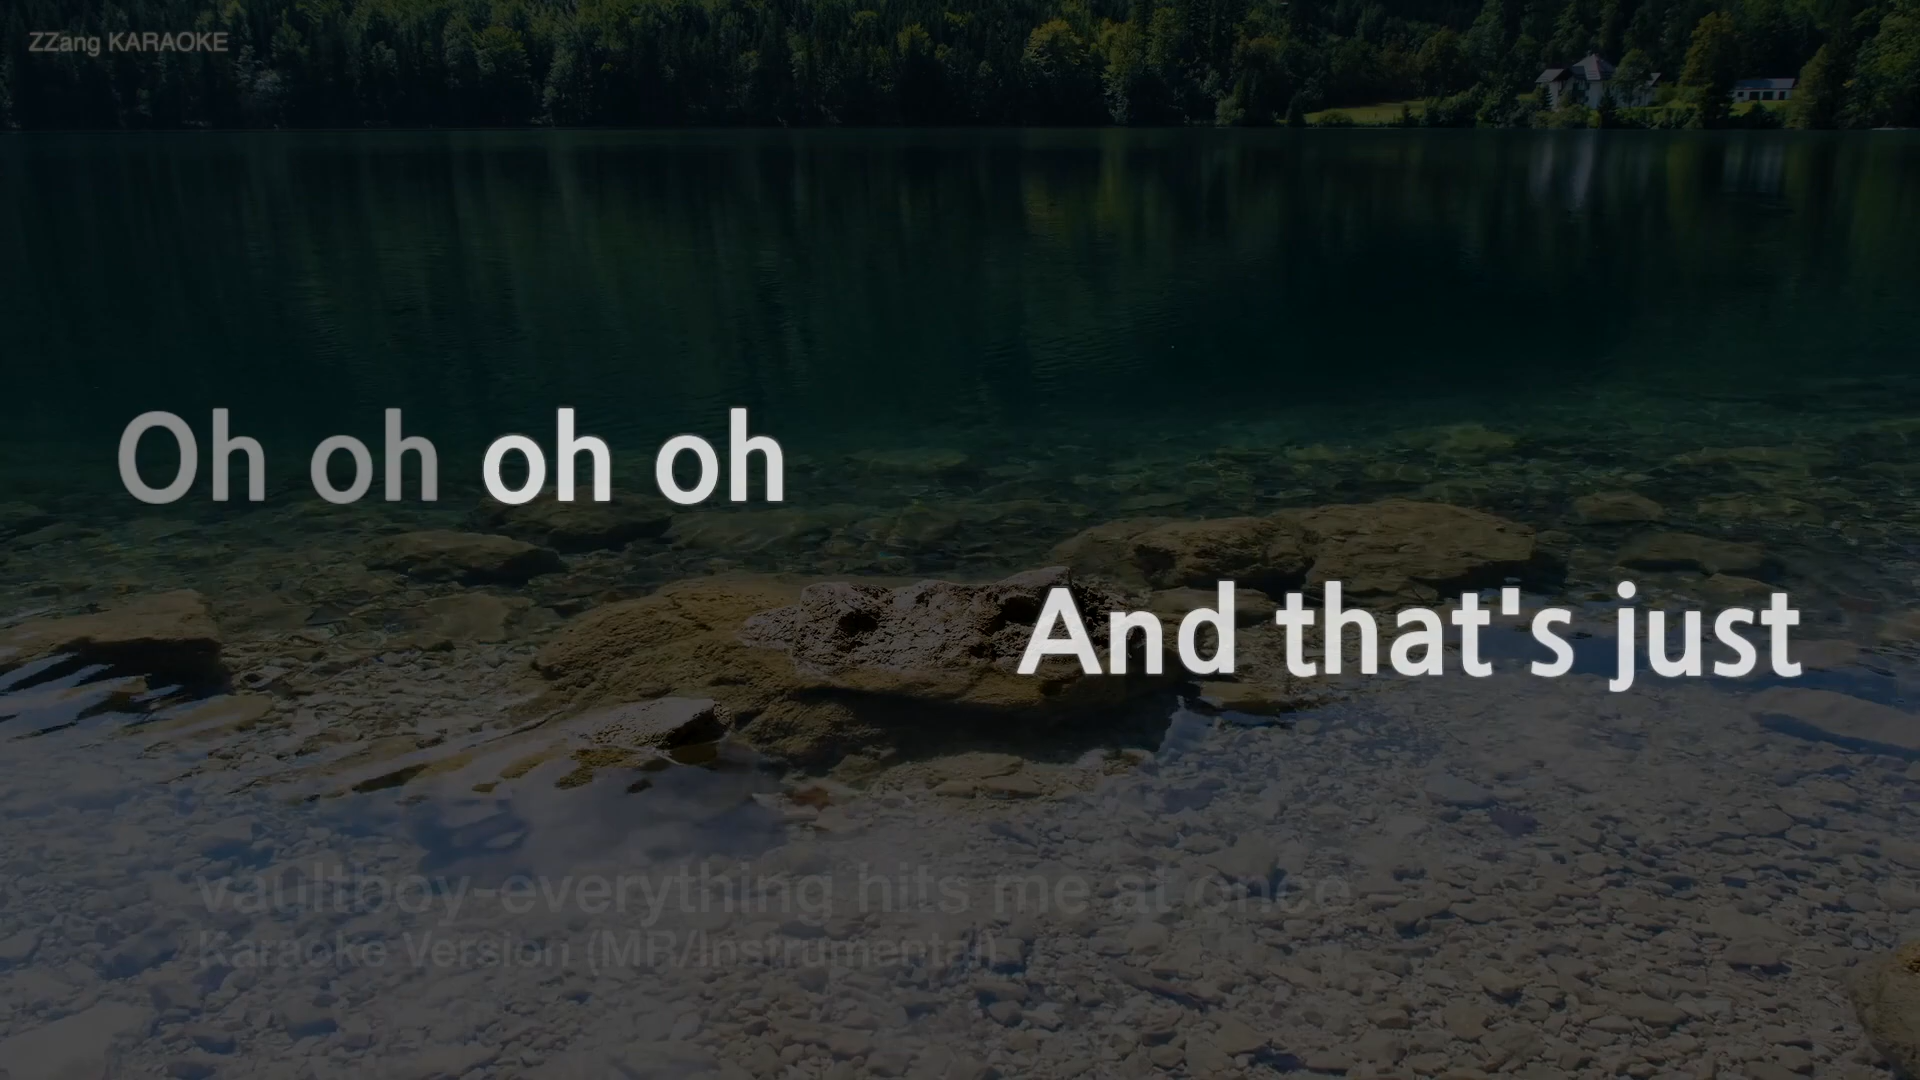 ZZang KARAOKE
Oh oh oh oh
And that's just
vaultboy-everything hits me at once
Karaoke Version (MR/Instrumental)